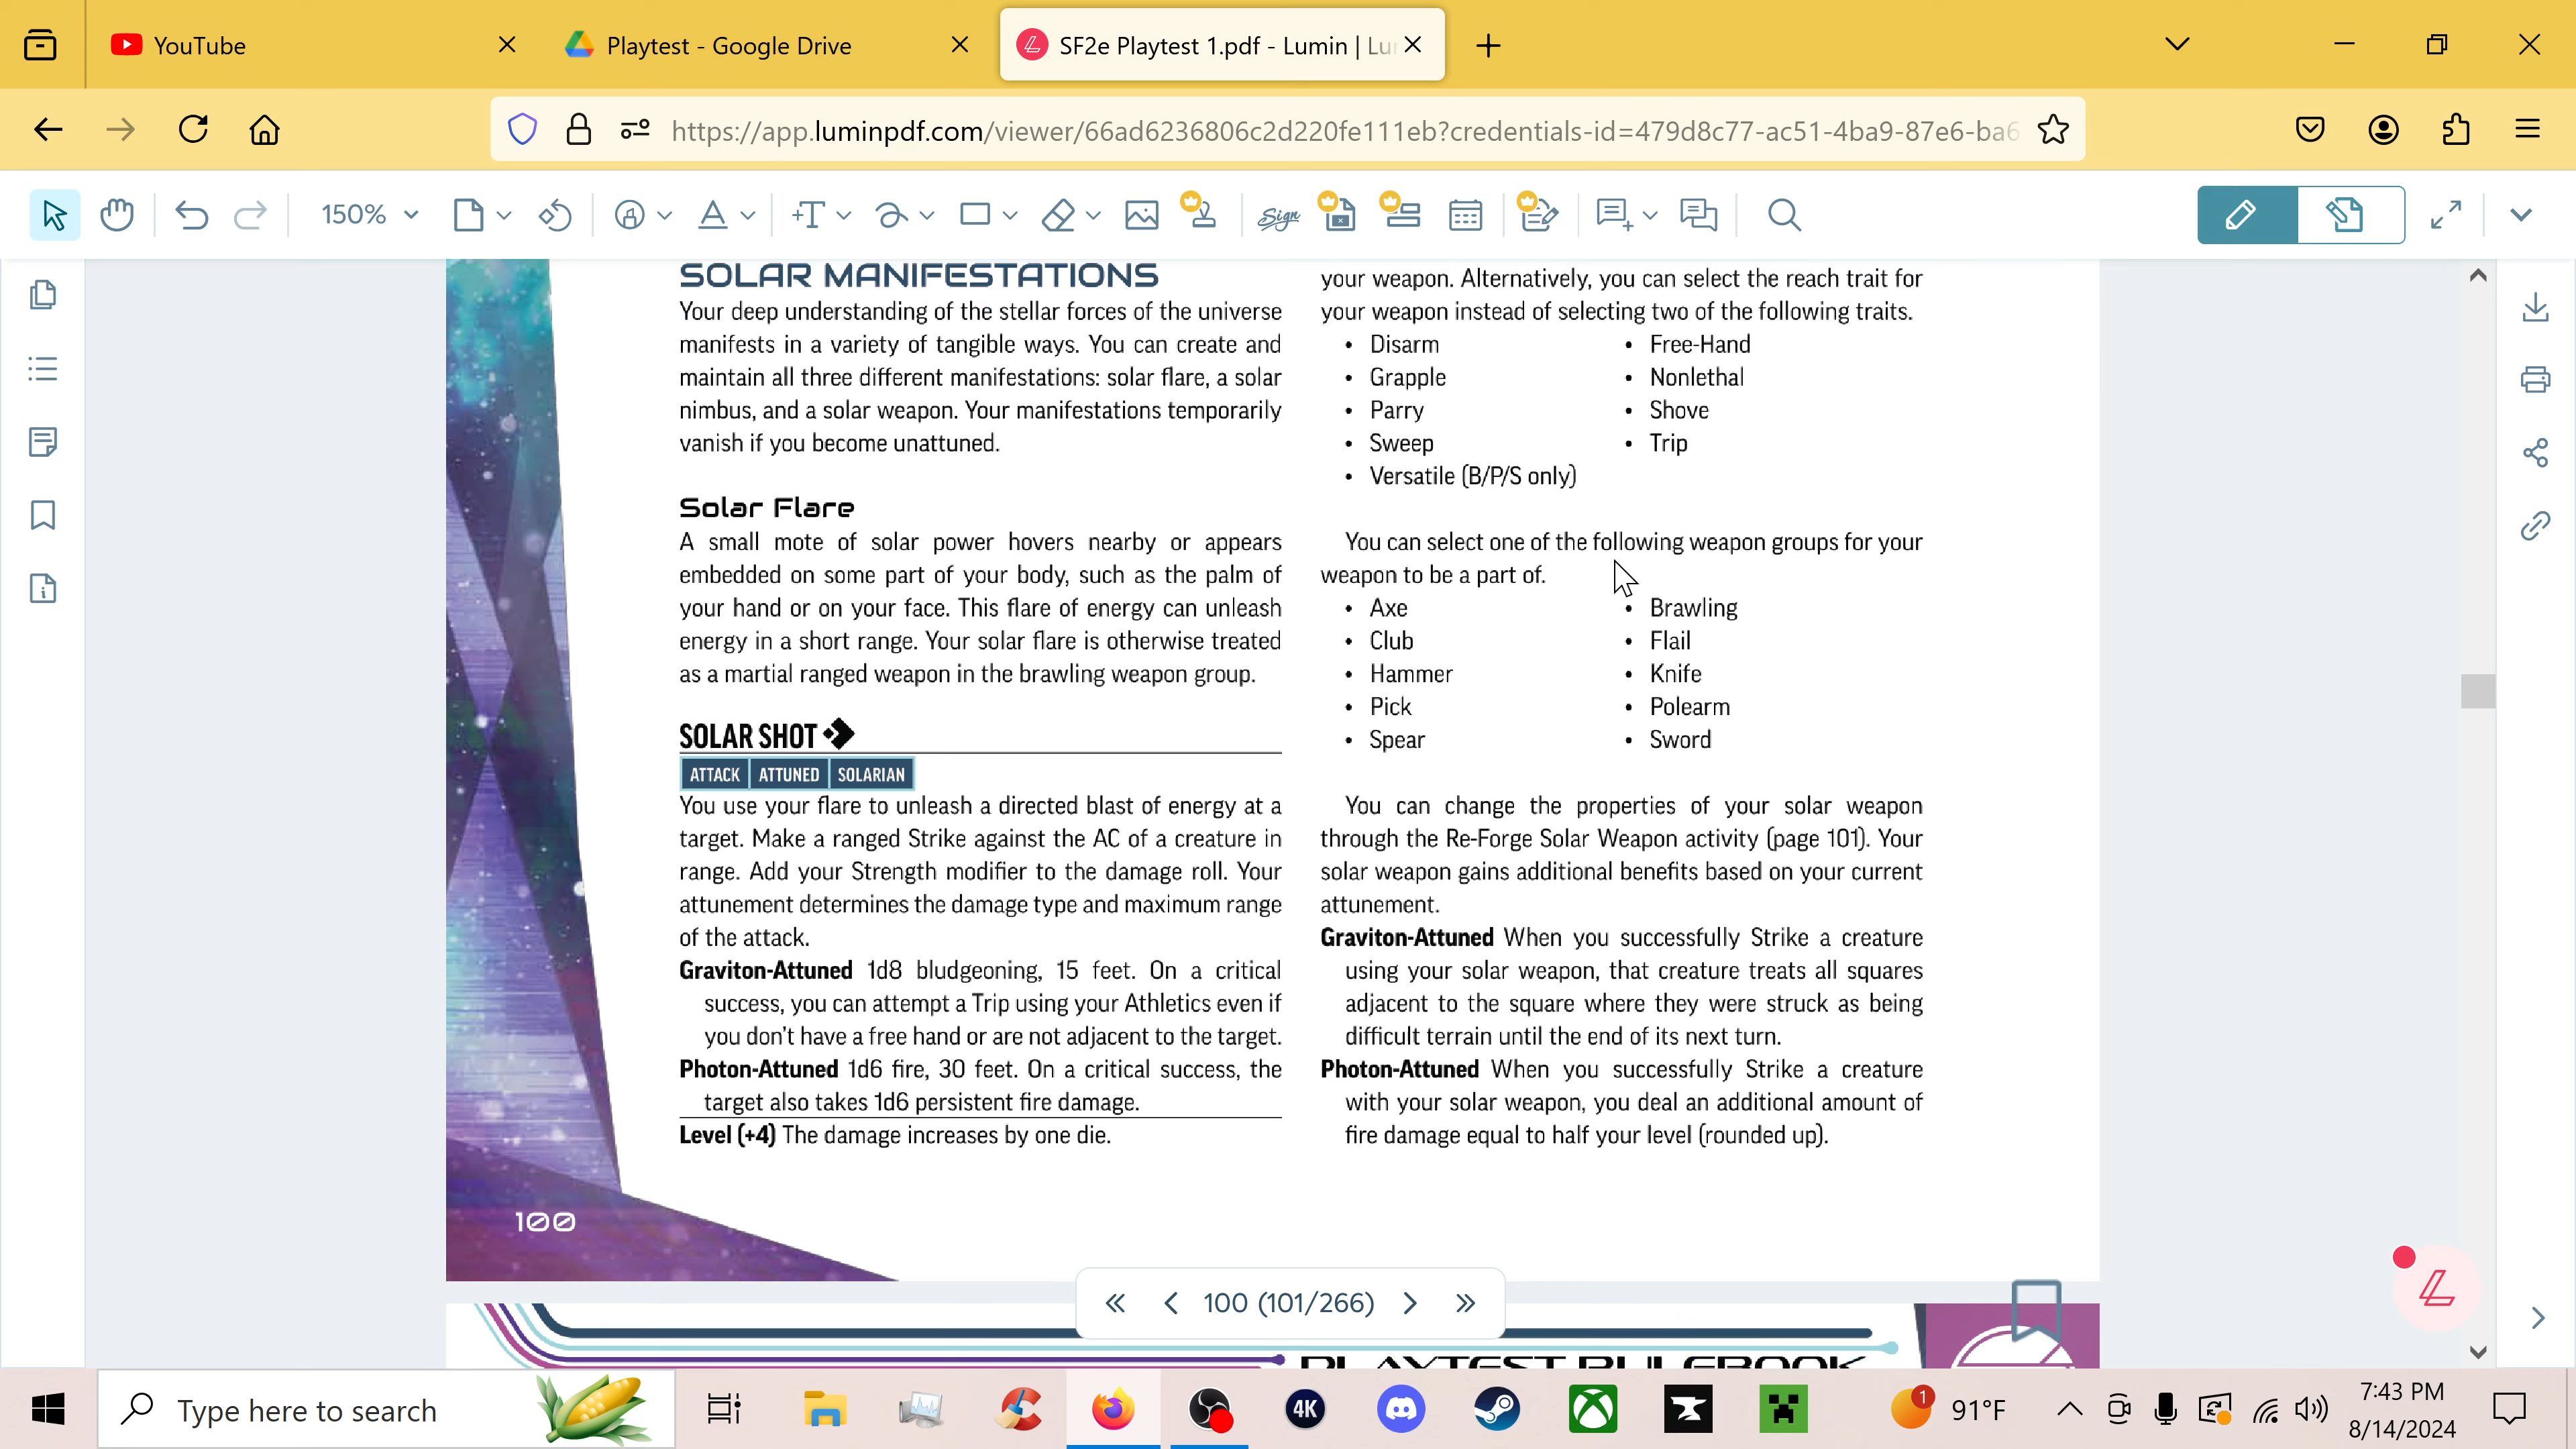 YouTube
Playtest - Google Drive
SF2e Playtest 1.pdf - Lumin | Lu
https://app.luminpdf.com/viewer/66ad6236806c2d220fe111eb?credentials-id=479d8c77-ac51-4ba9-87e6-ba6
150%
Sign
SOLAR MANIFESTATIONS
Your deep understanding of the stellar forces of the universe
manifests in a variety of tangible ways. You can create and
maintain all three different manifestations: solar flare, a solar
nimbus, and a solar weapon. Your manifestations temporarily
vanish if you become unattuned.
Solar Flare
A small mote of solar power hovers nearby or appears
embedded on some part of your body, such as the palm of
your hand or on your face. This flare of energy can unleash
energy in a short range. Your solar flare is otherwise treated
as a martial ranged weapon in the brawling weapon group.
SOLAR SHOT
ATTACK ATTUNED SOLARIAN
You use your flare to unleash a directed blast of energy at a
target. Make a ranged Strike against the AC of a creature in
range. Add your Strength modifier to the damage roll. Your
attunement determines the damage type and maximum range
of the attack.
Graviton-Attuned 1d8 bludgeoning, 15 feet. On a critical
success, you can attempt a Trip using your Athletics even if
you don't have a free hand or are not adjacent to the target.
Photon-Attuned 1d6 fire, 30 feet. On a critical success, the
target also takes 1d6 persistent fire damage.
Level (+4) The damage increases by one die.
100
your weapon. Alternatively, you can select the reach trait for
your weapon instead of selecting two of the following traits.
• Disarm
• Grapple
• Parry
• Sweep
• Versatile (B/P/S only)
• Free-Hand
• Nonlethal
• Shove
• Trip
You can select one of the following weapon groups for your
weapon to be a part of.
• Axe
• Club
• Hammer
• Pick
• Spear
• Brawling
• Flail
• Knife
• Polearm
• Sword
You can change the properties of your solar weapon
through the Re-Forge Solar Weapon activity (page 101). Your
solar weapon gains additional benefits based on your current
attunement.
Graviton-Attuned When you successfully Strike a creature
using your solar weapon, that creature treats all squares
adjacent to the square where they were struck as being
difficult terrain until the end of its next turn.
Photon-Attuned When you successfully Strike a creature
with your solar weapon, you deal an additional amount of
fire damage equal to half your level (rounded up).
100 (101/266)
PLAYTEST RULEBOOK
Type here to search
4K
1
91°F
7:43 PM
8/14/2024